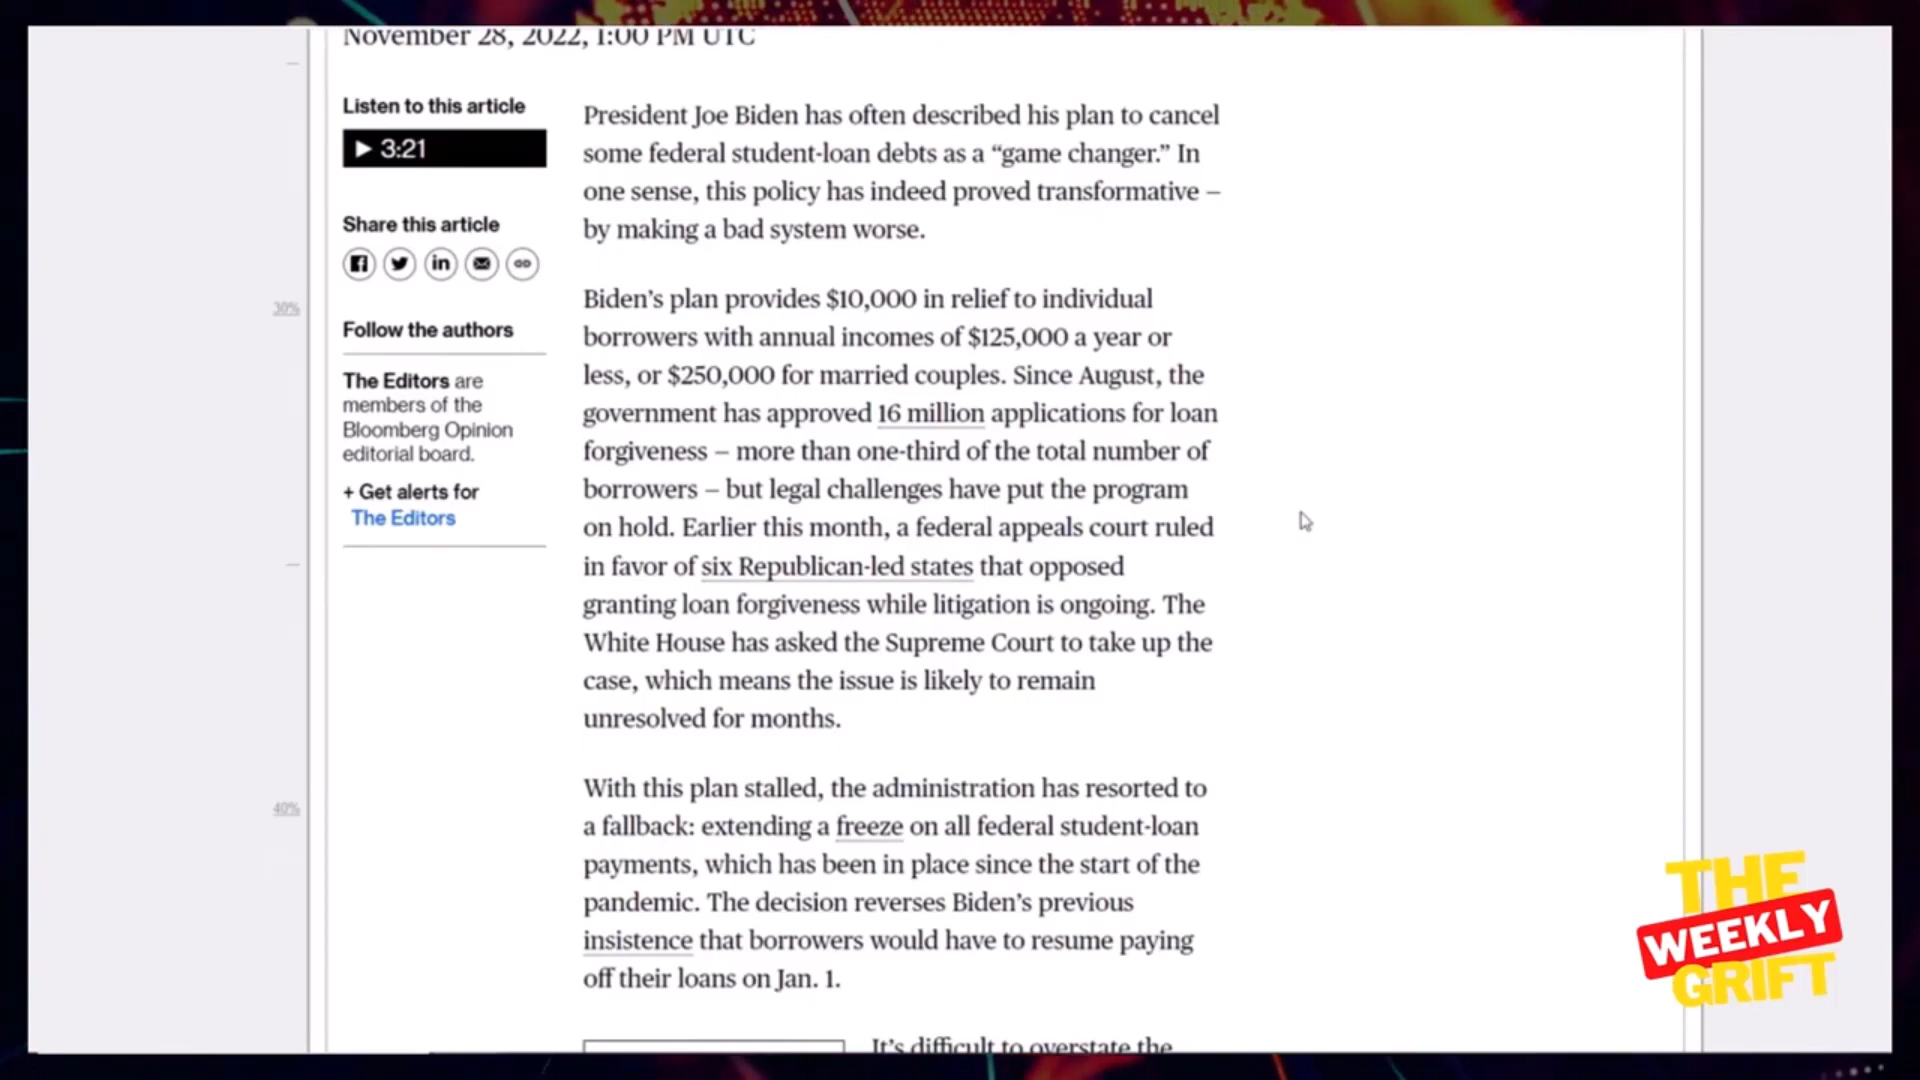 November 28, 2022, 1:00 PM UTC
Listen to this article
3:21
Share this article
Follow the authors
The Editors are
members of the
Bloomberg Opinion
editorial board.
+ Get alerts for
The Editors
30%
40%
President Joe Biden has often described his plan to cancel
some federal student-loan debts as a “game changer.” In
one sense, this policy has indeed proved transformative —
by making a bad system worse.
Biden’s plan provides $10,000 in relief to individual
borrowers with annual incomes of $125,000 a year or
less, or $250,000 for married couples. Since August, the
government has approved 16 million applications for loan
forgiveness — more than one-third of the total number of
borrowers — but legal challenges have put the program
on hold. Earlier this month, a federal appeals court ruled
in favor of six Republican-led states that opposed
granting loan forgiveness while litigation is ongoing. The
White House has asked the Supreme Court to take up the
case, which means the issue is likely to remain
unresolved for months.
With this plan stalled, the administration has resorted to
a fallback: extending a freeze on all federal student-loan
payments, which has been in place since the start of the
pandemic. The decision reverses Biden’s previous
insistence that borrowers would have to resume paying
off their loans on Jan. 1.
It’s difficult to overstate the
THE
WEEKLY
GRIFT